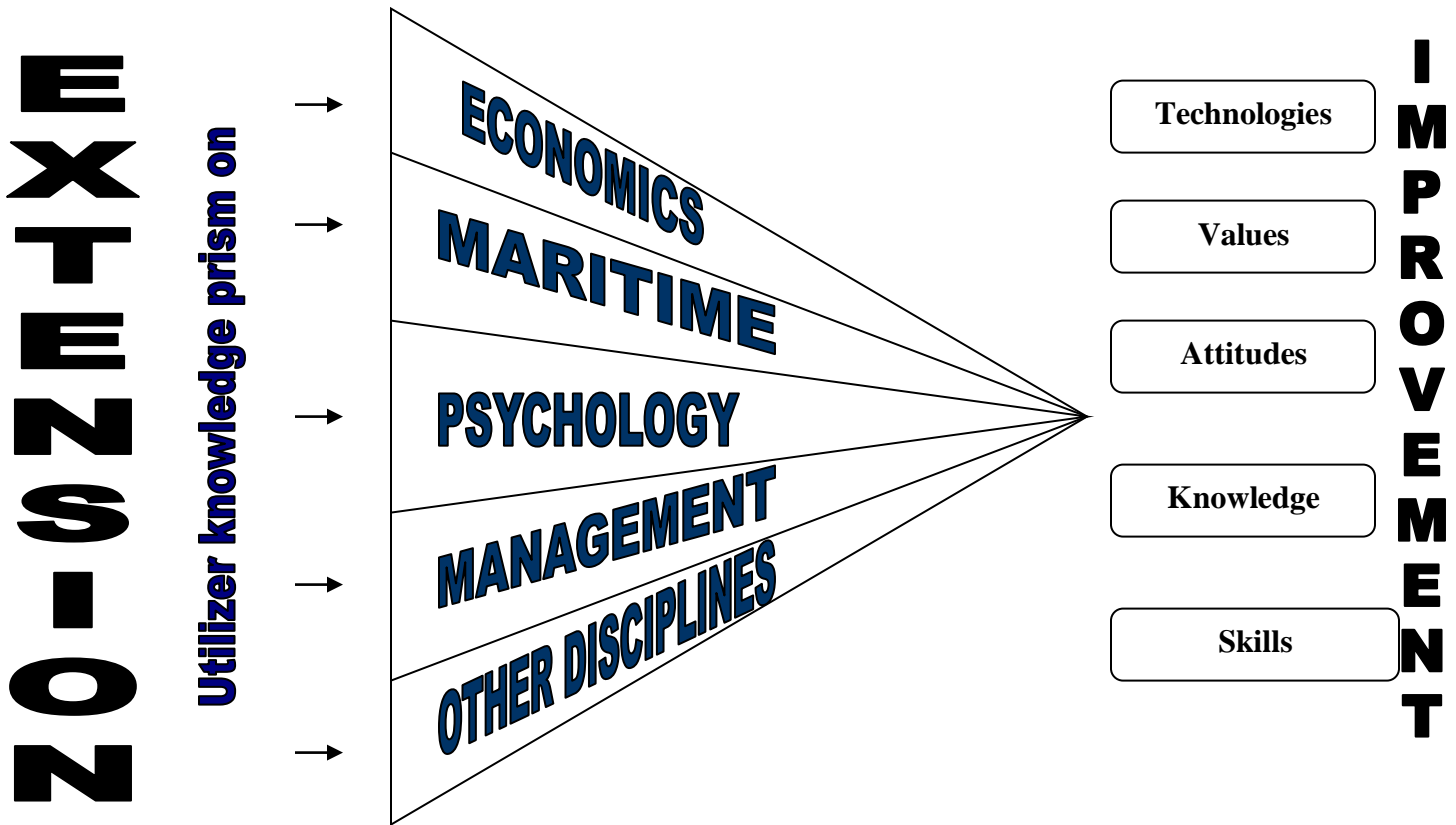 EXTENSION
Utilizer knowledge prism on
ECONOMICS
MARITIME
PSYCHOLOGY
MANAGEMENT
OTHER DISCIPLINES
Technologies
Values
Attitudes
Knowledge
Skills
IMPROVEMENT